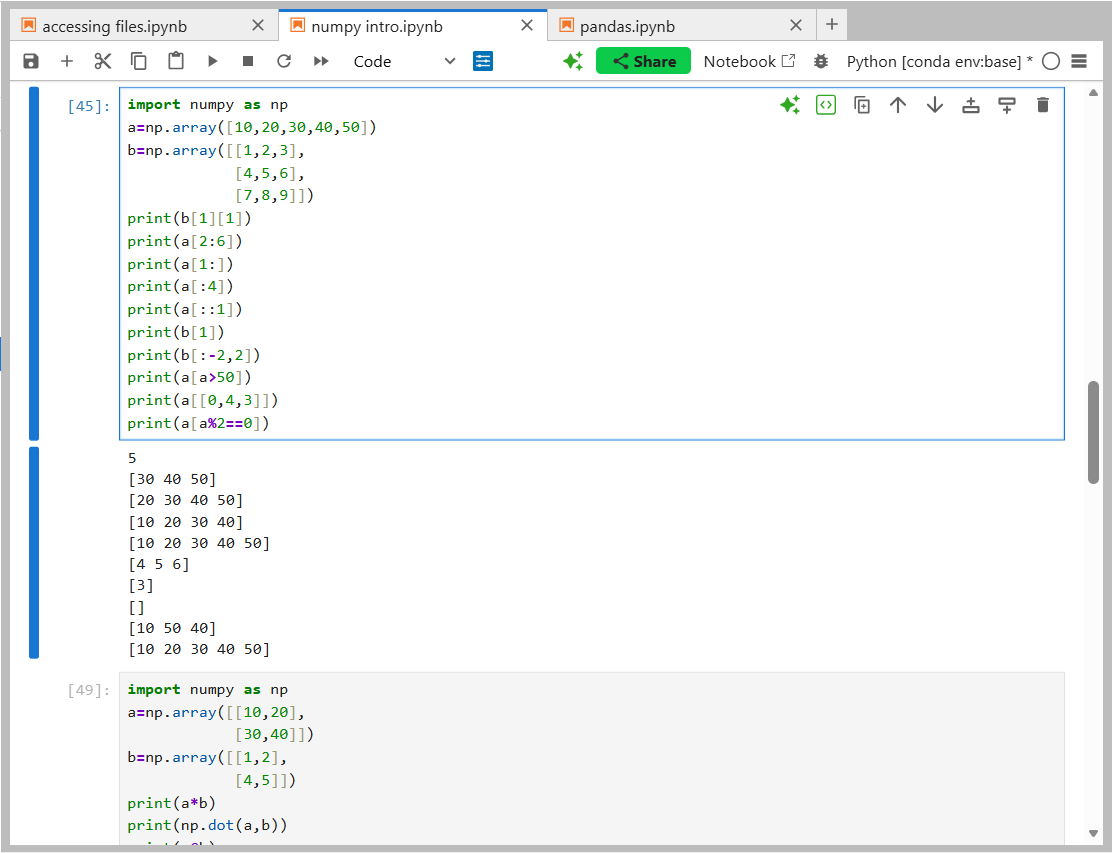 accessing files.ipynb
numpy intro.ipynb
pandas.ipynb
Code
Share
Notebook
Python [conda env:base] *
[45]:
import numpy as np
a=np.array([10,20,30,40,50])
b=np.array([[1,2,3],
            [4,5,6],
            [7,8,9]])
print(b[1][1])
print(a[2:6])
print(a[1:])
print(a[:4])
print(a[::1])
print(b[1])
print(b[:-2,2])
print(a[a>50])
print(a[[0,4,3]])
print(a[a%2==0])
5
[30 40 50]
[20 30 40 50]
[10 20 30 40]
[10 20 30 40 50]
[4 5 6]
[3]
[]
[10 50 40]
[10 20 30 40 50]
[49]:
import numpy as np
a=np.array([[10,20],
            [30,40]])
b=np.array([[1,2],
            [4,5]])
print(a*b)
print(np.dot(a,b))